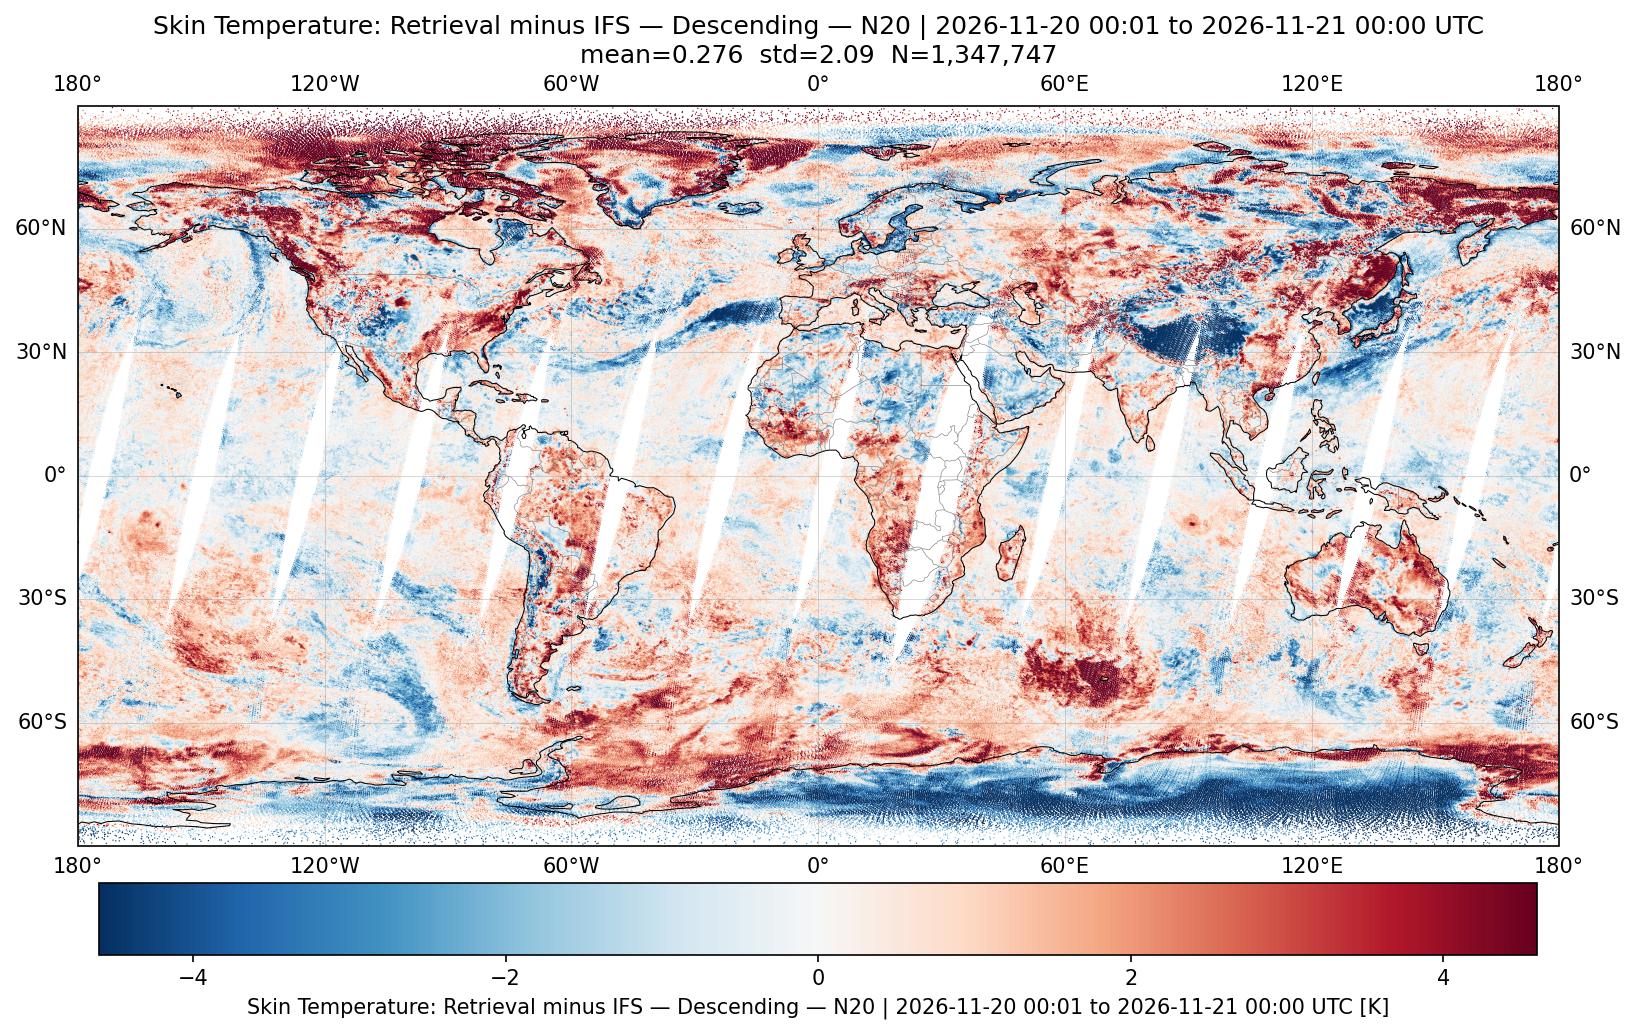 Skin Temperature: Retrieval minus IFS — Descending — N20 | 2026-11-20 00:01 to 2026-11-21 00:00 UTC
mean=0.276  std=2.09  N=1,347,747
180° 120°W 60°W 0° 60°E 120°E 180°
60°N 60°N
30°N 30°N
0° 0°
30°S 30°S
60°S 60°S
180° 120°W 60°W 0° 60°E 120°E 180°
−4 −2 0 2 4
Skin Temperature: Retrieval minus IFS — Descending — N20 | 2026-11-20 00:01 to 2026-11-21 00:00 UTC [K]